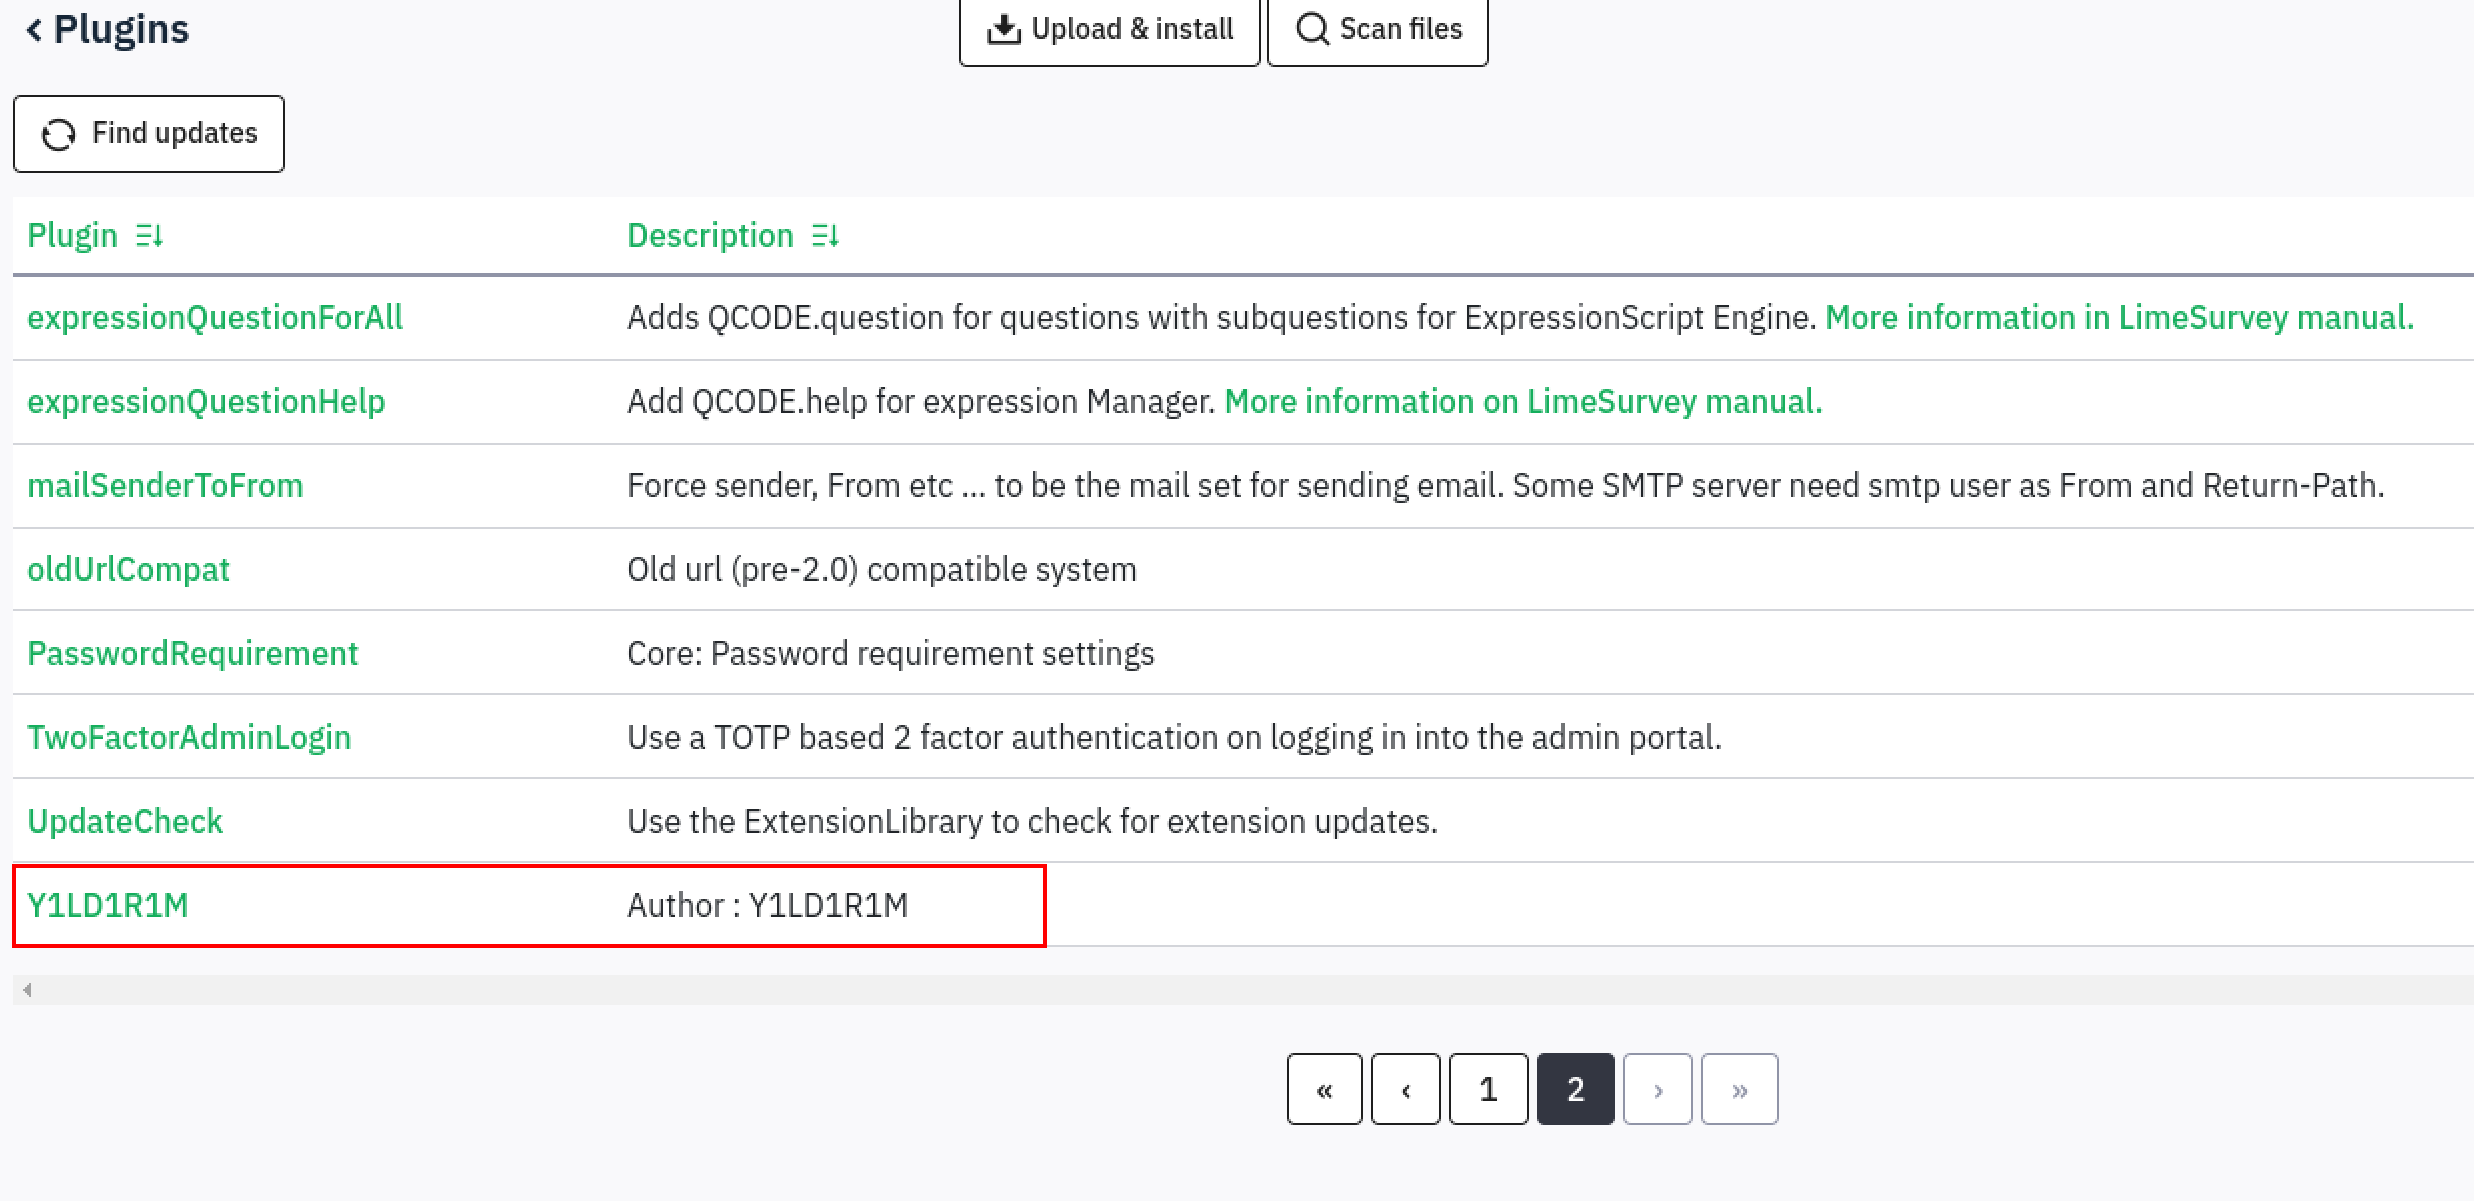 Plugins
Upload & install
Scan files
Find updates
Plugin Description
expressionQuestionForAll Adds QCODE.question for questions with subquestions for ExpressionScript Engine. More information in LimeSurvey manual.
expressionQuestionHelp Add QCODE.help for expression Manager. More information on LimeSurvey manual.
mailSenderToFrom Force sender, From etc ... to be the mail set for sending email. Some SMTP server need smtp user as From and Return-Path.
oldUrlCompat Old url (pre-2.0) compatible system
PasswordRequirement Core: Password requirement settings
TwoFactorAdminLogin Use a TOTP based 2 factor authentication on logging in into the admin portal.
UpdateCheck Use the ExtensionLibrary to check for extension updates.
Y1LD1R1M Author : Y1LD1R1M
« ‹ 1 2 › »